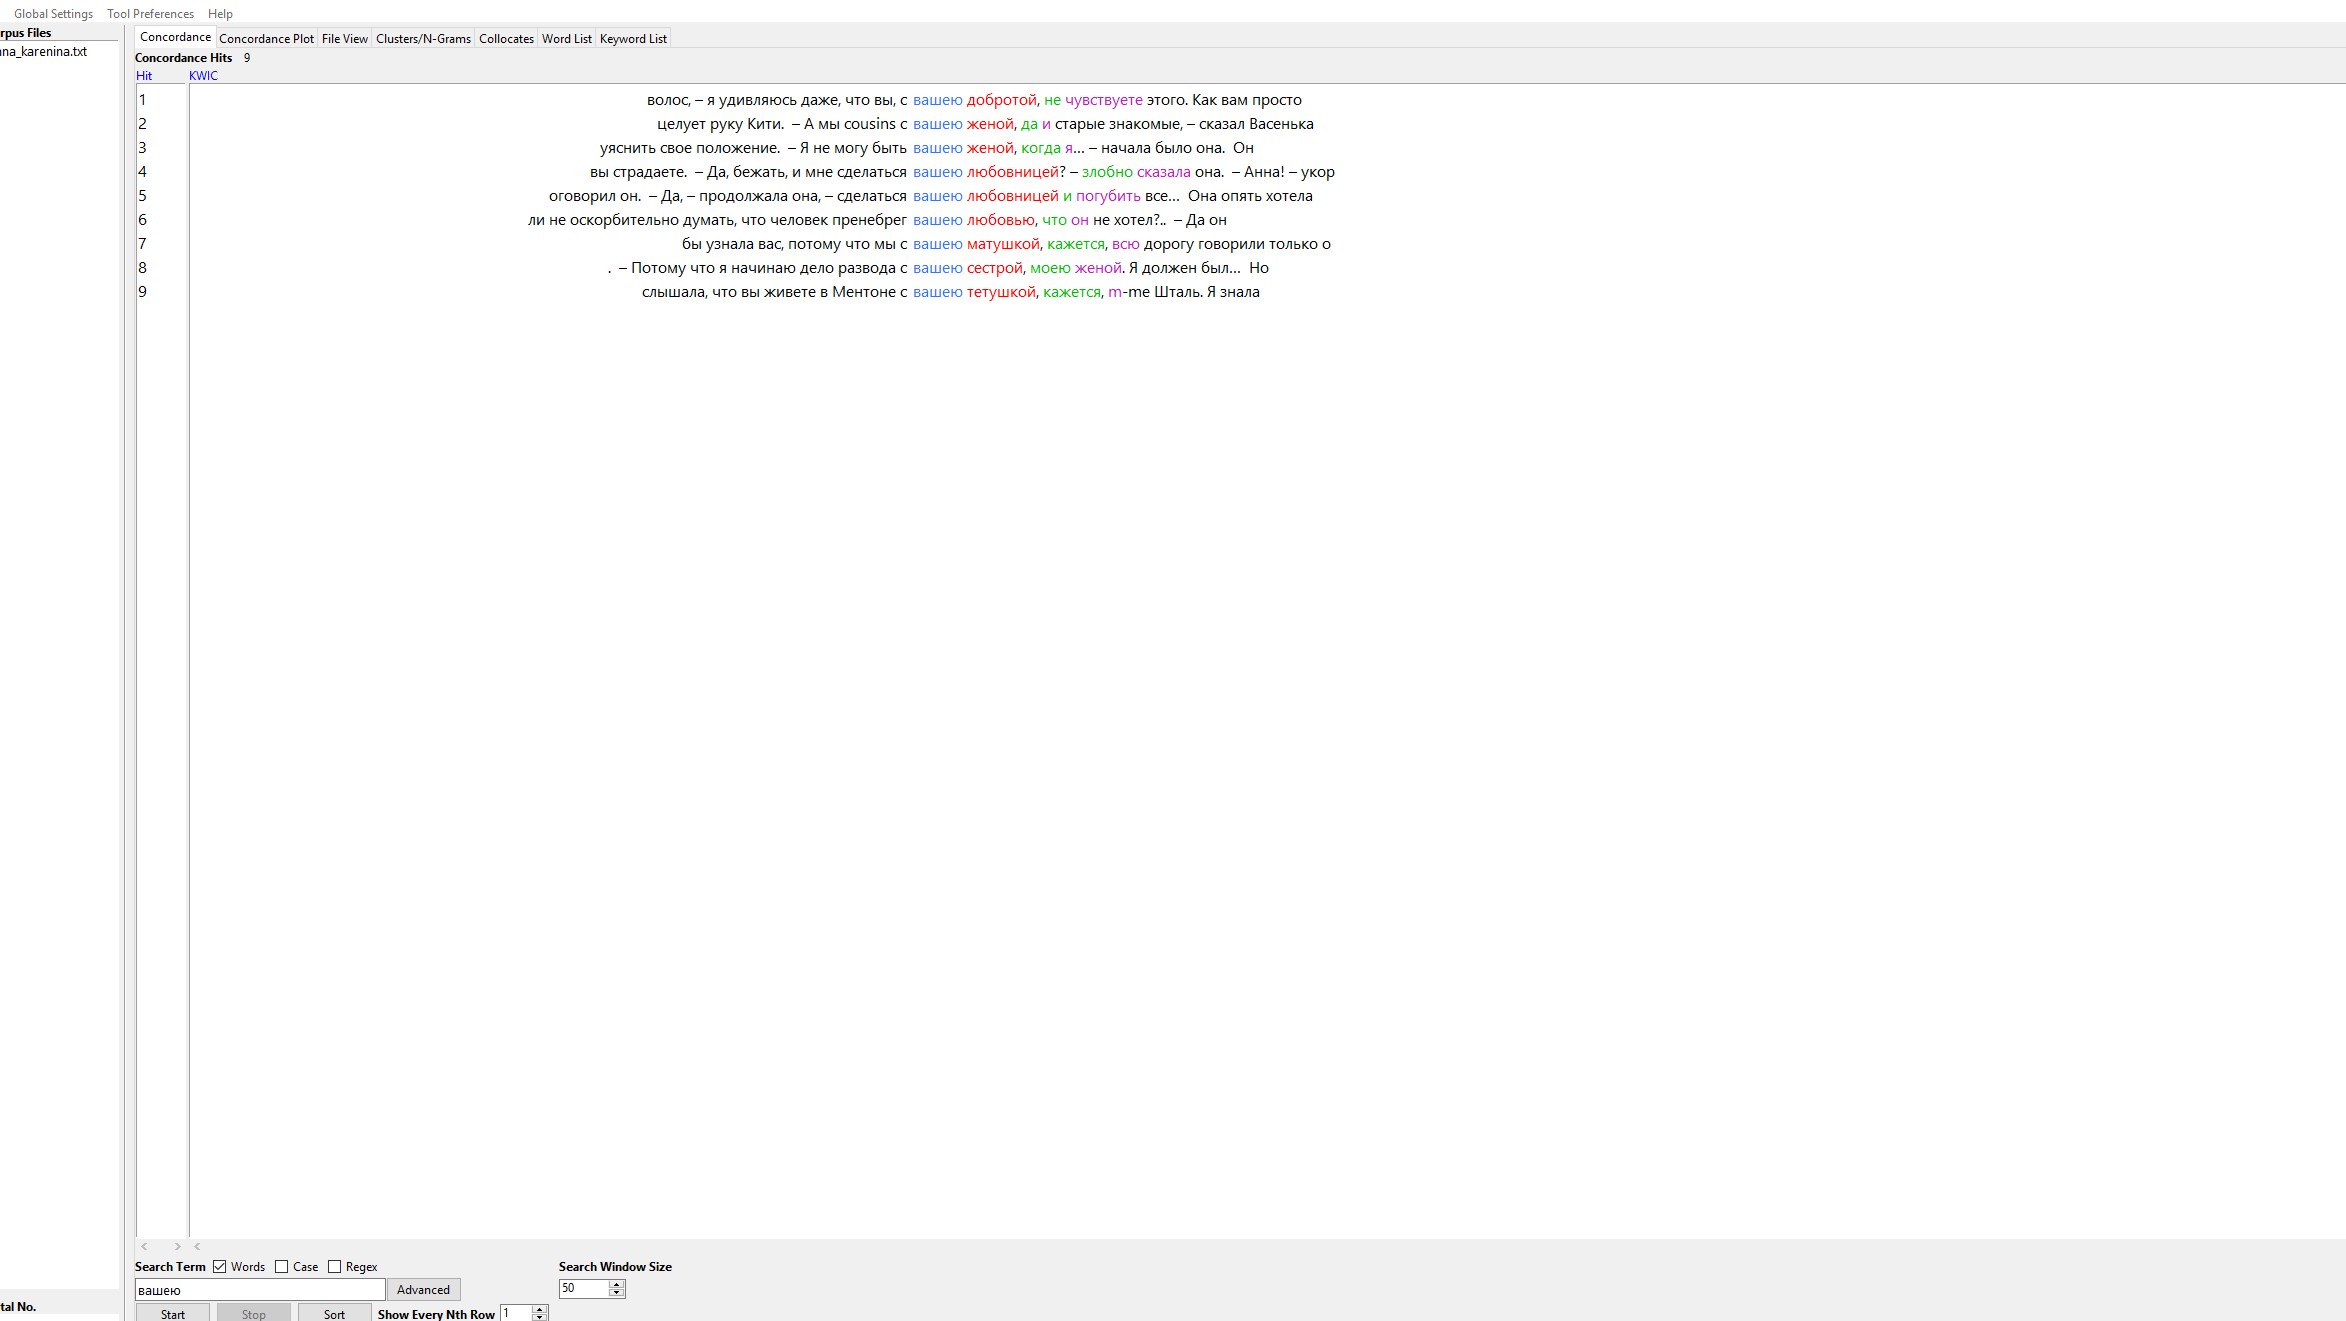 Global Settings Tool Preferences Help
rpus Files
nna_karenina.txt
Concordance Concordance Plot File View Clusters/N-Grams Collocates Word List Keyword List
Concordance Hits 9
Hit KWIC
1 волос, – я удивляюсь даже, что вы, с вашею добротой, не чувствуете этого. Как вам просто
2 целует руку Кити. – А мы cousins с вашею женой, да и старые знакомые, – сказал Васенька
3 уяснить свое положение. – Я не могу быть вашею женой, когда я... – начала было она. Он
4 вы страдаете. – Да, бежать, и мне сделаться вашею любовницей? – злобно сказала она. – Анна! – укор
5 оговорил он. – Да, – продолжала она, – сделаться вашею любовницей и погубить все... Она опять хотела
6 ли не оскорбительно думать, что человек пренебрег вашею любовью, что он не хотел?.. – Да он
7 бы узнала вас, потому что мы с вашею матушкой, кажется, всю дорогу говорили только о
8 . – Потому что я начинаю дело развода с вашею сестрой, моею женой. Я должен был... Но
9 слышала, что вы живете в Ментоне с вашею тетушкой, кажется, m-me Шталь. Я знала
Search Term Words Case Regex Search Window Size
вашею Advanced 50
tal No.
Start Stop Sort Show Every Nth Row 1